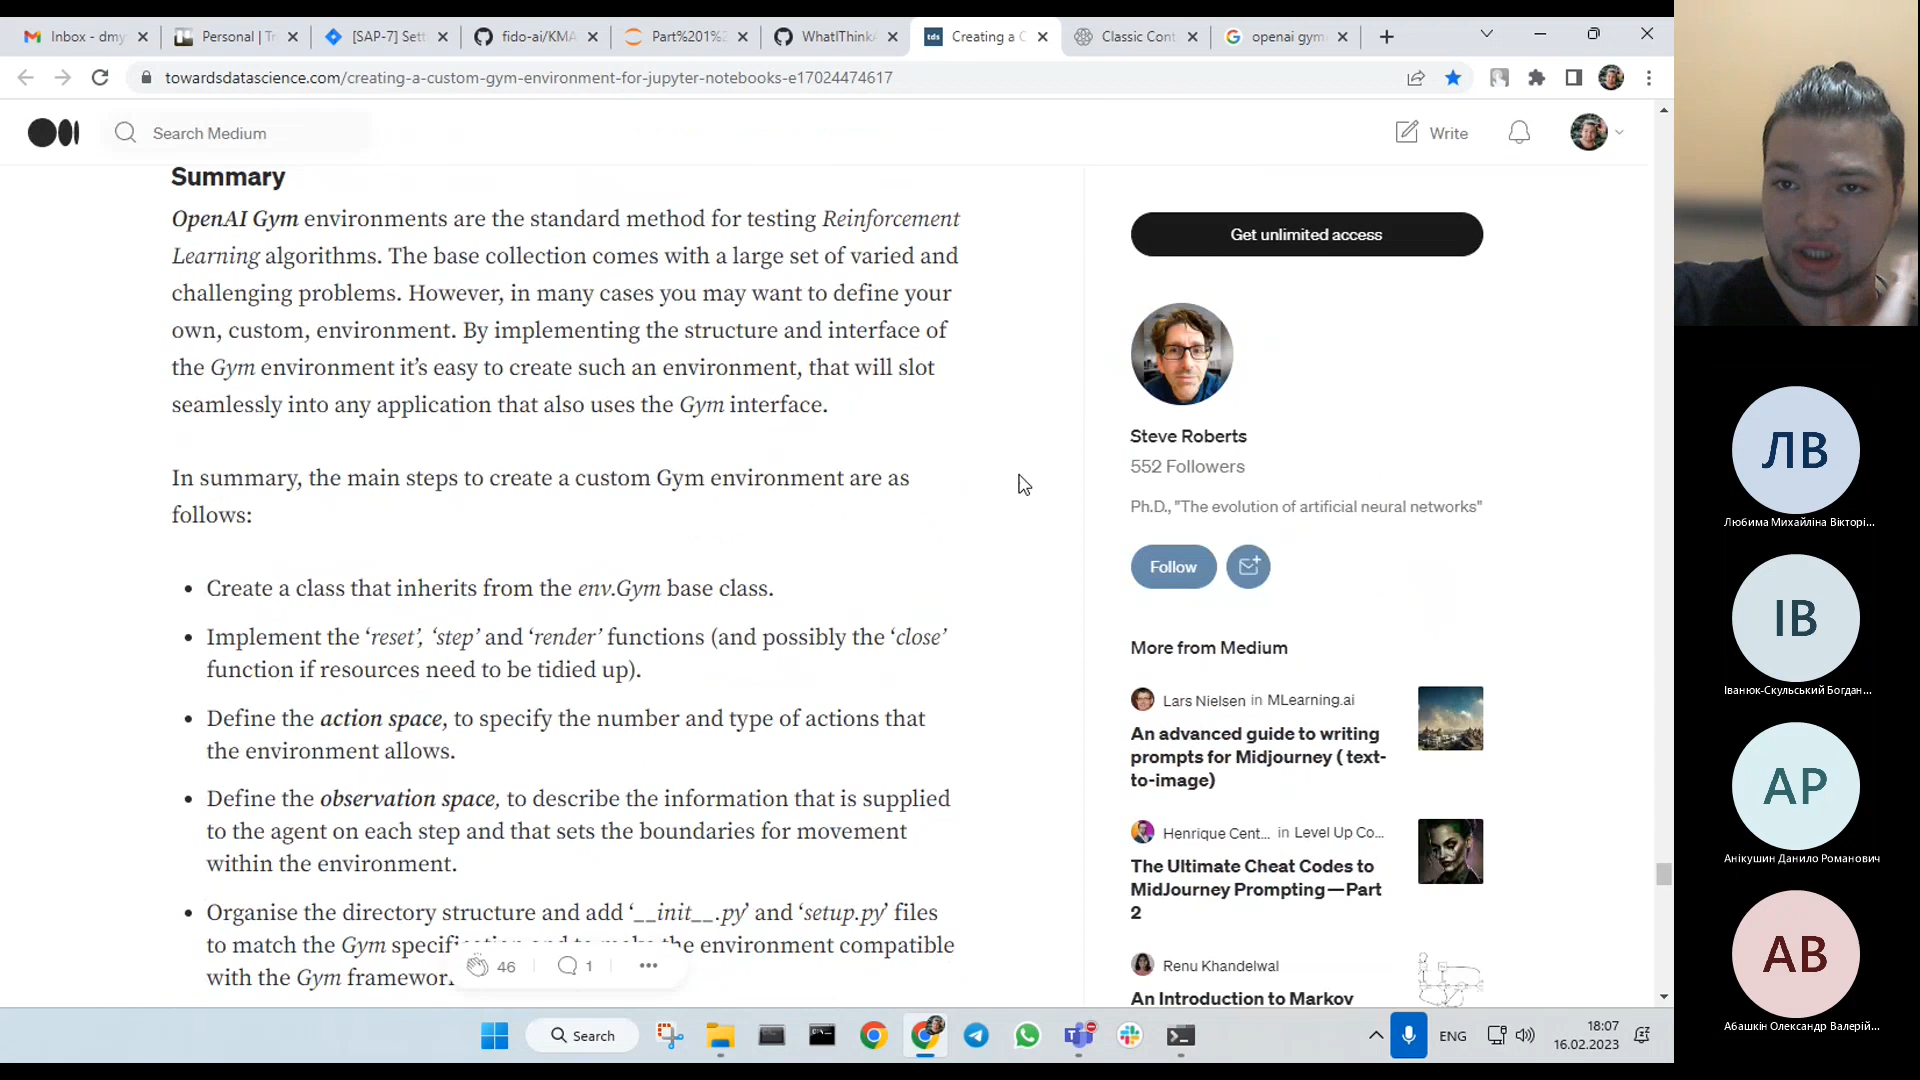 Inbox - dmy
Personal | Tr
[SAP-7] Sett
fido-ai/KMA
Part%201%2
WhatIThink
tds
Creating a C
Classic Cont
openai gym
towardsdatascience.com/creating-a-custom-gym-environment-for-jupyter-notebooks-e17024474617
Search Medium
Write
Summary
OpenAI Gym environments are the standard method for testing Reinforcement
Learning algorithms. The base collection comes with a large set of varied and
challenging problems. However, in many cases you may want to define your
own, custom, environment. By implementing the structure and interface of
the Gym environment it's easy to create such an environment, that will slot
seamlessly into any application that also uses the Gym interface.
In summary, the main steps to create a custom Gym environment are as
follows:
• Create a class that inherits from the env.Gym base class.
• Implement the ‘reset’, ‘step’ and ‘render’ functions (and possibly the ‘close’
function if resources need to be tidied up).
• Define the action space, to specify the number and type of actions that
the environment allows.
• Define the observation space, to describe the information that is supplied
to the agent on each step and that sets the boundaries for movement
within the environment.
• Organise the directory structure and add ‘__init__.py’ and ‘setup.py’ files
to match the Gym the environment compatible
with the Gym
46
1
Get unlimited access
Steve Roberts
552 Followers
Ph.D., "The evolution of artificial neural networks"
Follow
More from Medium
Lars Nielsen in MLearning.ai
An advanced guide to writing
prompts for Midjourney ( text-
to-image)
Henrique Cent... in Level Up Co...
The Ultimate Cheat Codes to
MidJourney Prompting—Part
2
Renu Khandelwal
An Introduction to Markov
Search
ENG
18:07
16.02.2023
ЛВ
Любима Михайліна Вікторі...
ІВ
Іванюк-Скульський Богдан...
АР
Анікушин Данило Романович
АВ
Абашкін Олександр Валерій...